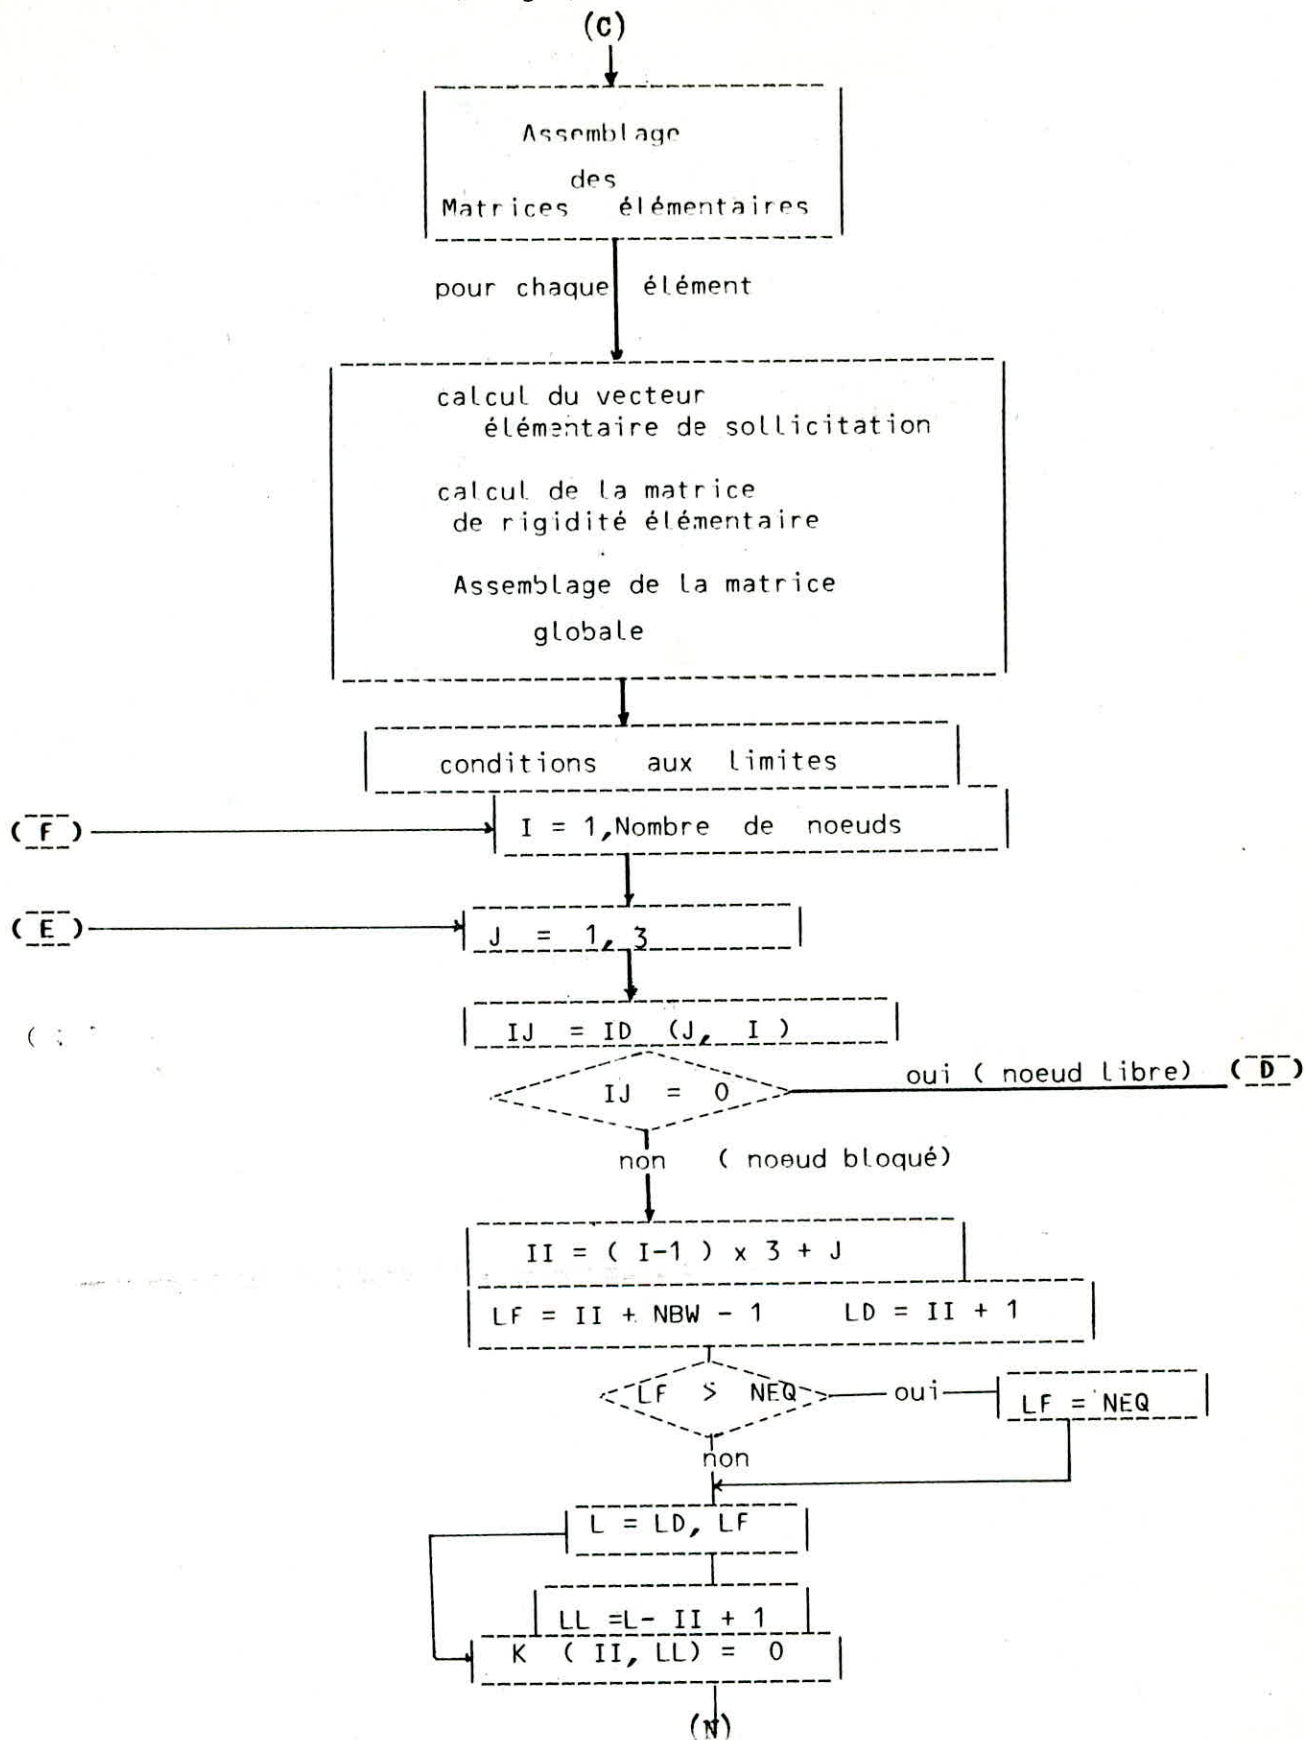 (C)
Assemblage
des
Matrices élémentaires
pour chaque élément
calcul du vecteur
élémentaire de sollicitation
calcul de la matrice
de rigidité élémentaire
Assemblage de la matrice
globale
conditions aux limites
(F)
I = 1,Nombre de noeuds
(E)
J = 1, 3
IJ = ID (J, I )
IJ = 0
oui ( noeud libre) (D)
non ( noeud bloqué)
II = ( I-1 ) x 3 + J
LF = II + NBW - 1 LD = II + 1
LF > NEQ
oui
LF = NEQ
non
L = LD, LF
LL =L- II + 1
K ( II, LL) = 0
(N)